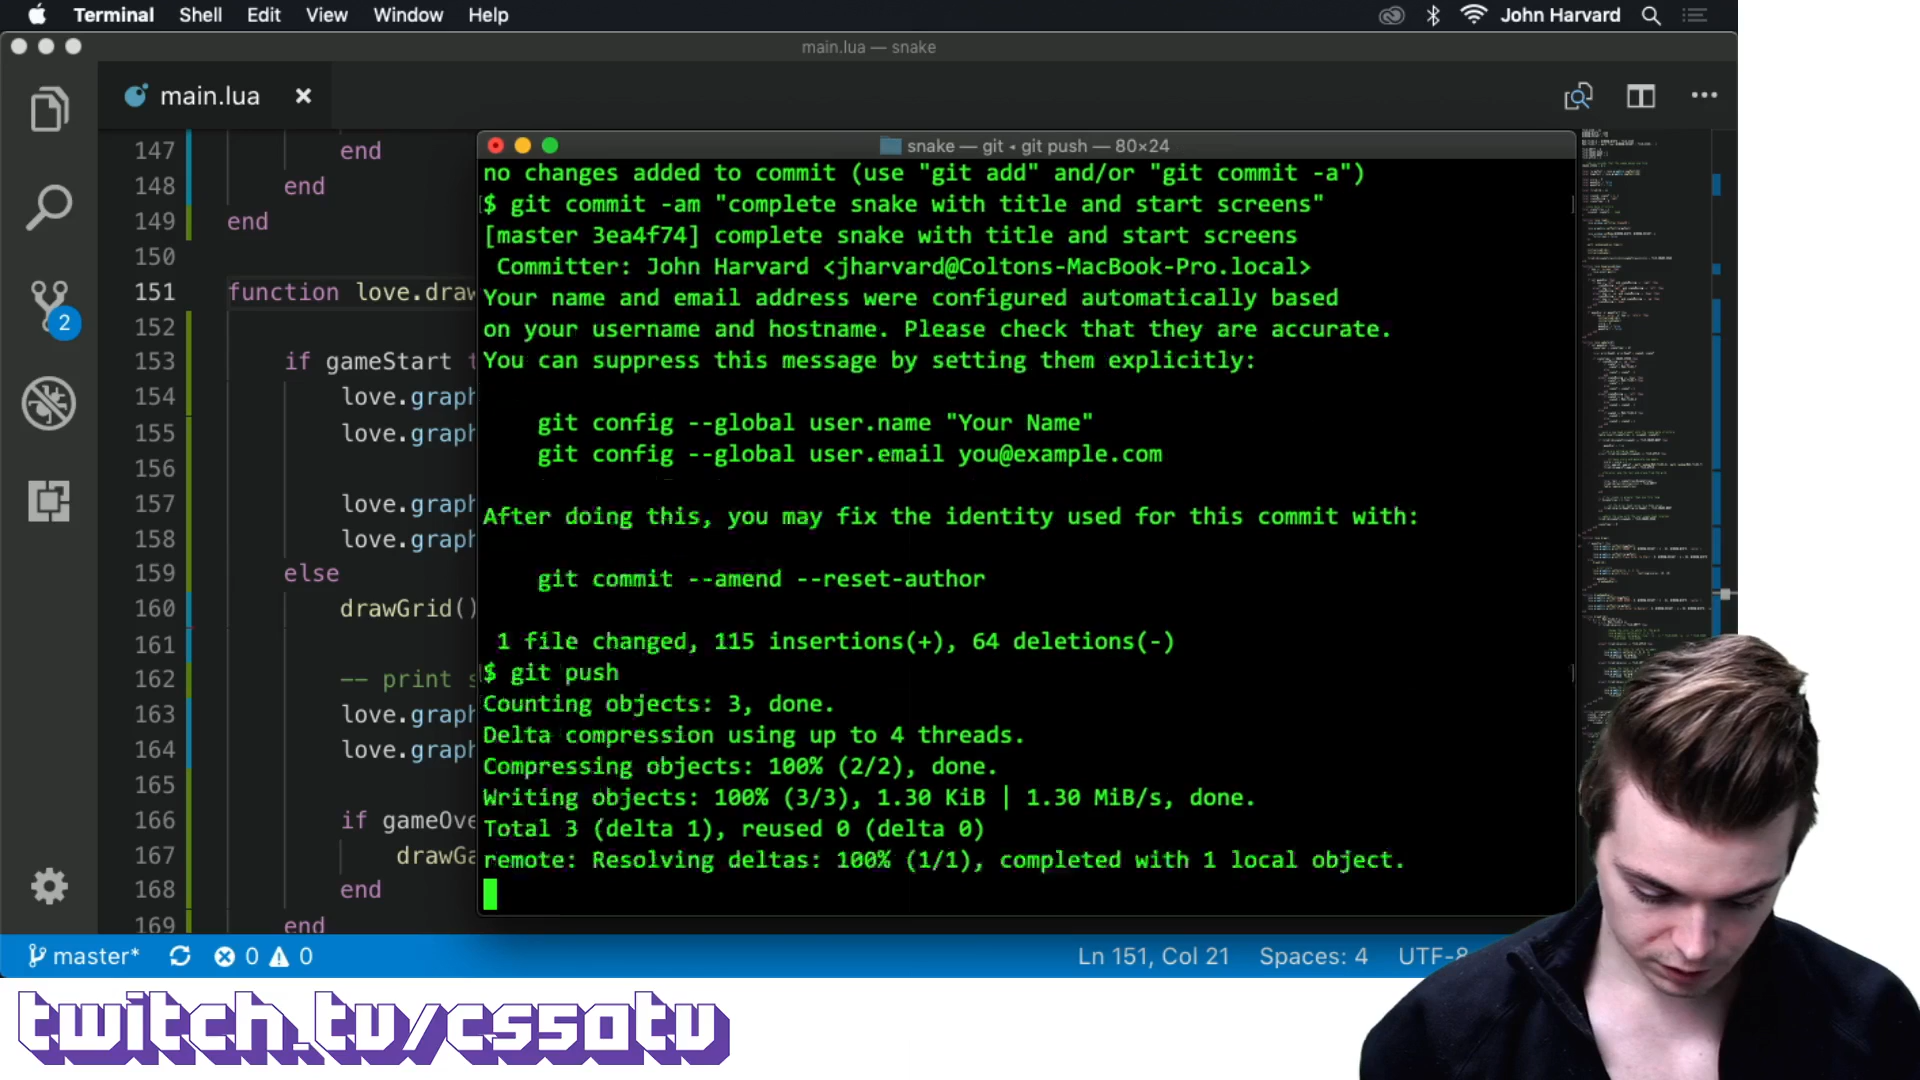 Terminal Shell Edit View Window Help John Harvard
main.lua — snake
main.lua
snake — git ◂ git push — 80×24
147 end
148 end
149 end
150
151 function love.draw
152
153 if gameStart t
154 love.graph
155 love.graph
156
157 love.graph
158 love.graph
159 else
160 drawGrid()
161
162 -- print s
163 love.graph
164 love.graph
165
166 if gameOve
167 drawGa
168 end
169 end
2
no changes added to commit (use "git add" and/or "git commit -a")
$ git commit -am "complete snake with title and start screens"
[master 3ea4f74] complete snake with title and start screens
Committer: John Harvard <jharvard@Coltons-MacBook-Pro.local>
Your name and email address were configured automatically based
on your username and hostname. Please check that they are accurate.
You can suppress this message by setting them explicitly:
git config --global user.name "Your Name"
git config --global user.email you@example.com
After doing this, you may fix the identity used for this commit with:
git commit --amend --reset-author
1 file changed, 115 insertions(+), 64 deletions(-)
$ git push
Counting objects: 3, done.
Delta compression using up to 4 threads.
Compressing objects: 100% (2/2), done.
Writing objects: 100% (3/3), 1.30 KiB | 1.30 MiB/s, done.
Total 3 (delta 1), reused 0 (delta 0)
remote: Resolving deltas: 100% (1/1), completed with 1 local object.
master* 0 0 Ln 151, Col 21 Spaces: 4 UTF-8
twitch.tv/cs50tv